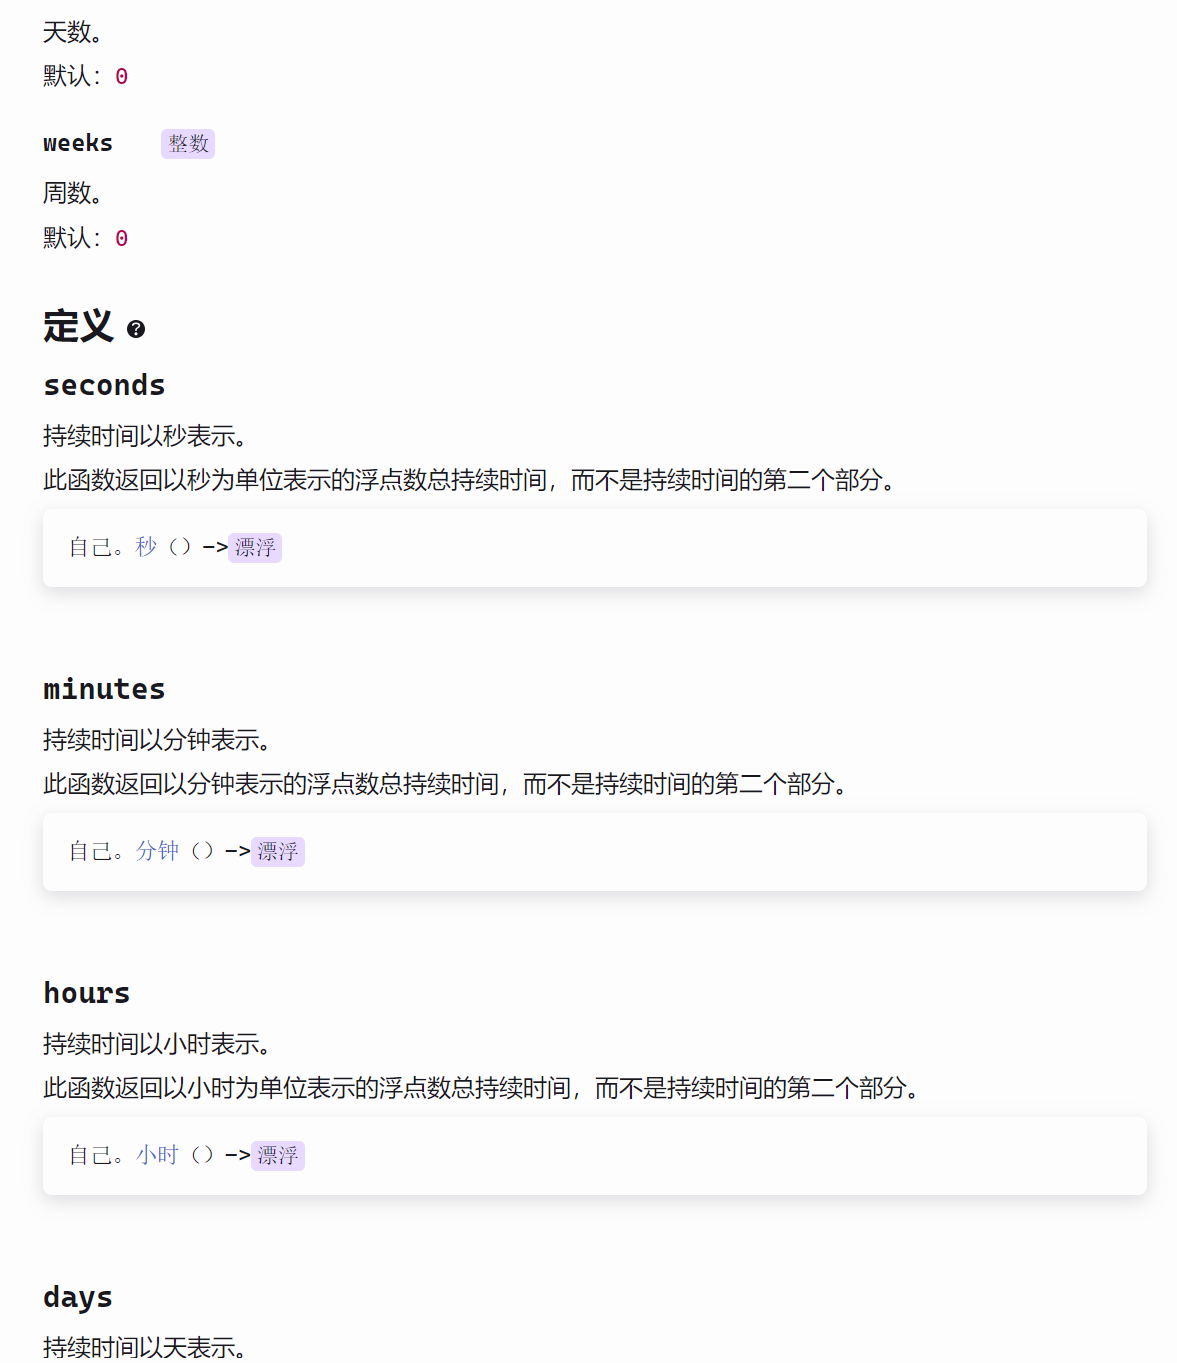 天数。
默认：0
weeks 整数
周数。
默认：0
定义 ?
seconds
持续时间以秒表示。
此函数返回以秒为单位表示的浮点数总持续时间，而不是持续时间的第二个部分。
自己。秒（）->漂浮
minutes
持续时间以分钟表示。
此函数返回以分钟表示的浮点数总持续时间，而不是持续时间的第二个部分。
自己。分钟（）->漂浮
hours
持续时间以小时表示。
此函数返回以小时为单位表示的浮点数总持续时间，而不是持续时间的第二个部分。
自己。小时（）->漂浮
days
持续时间以天表示。